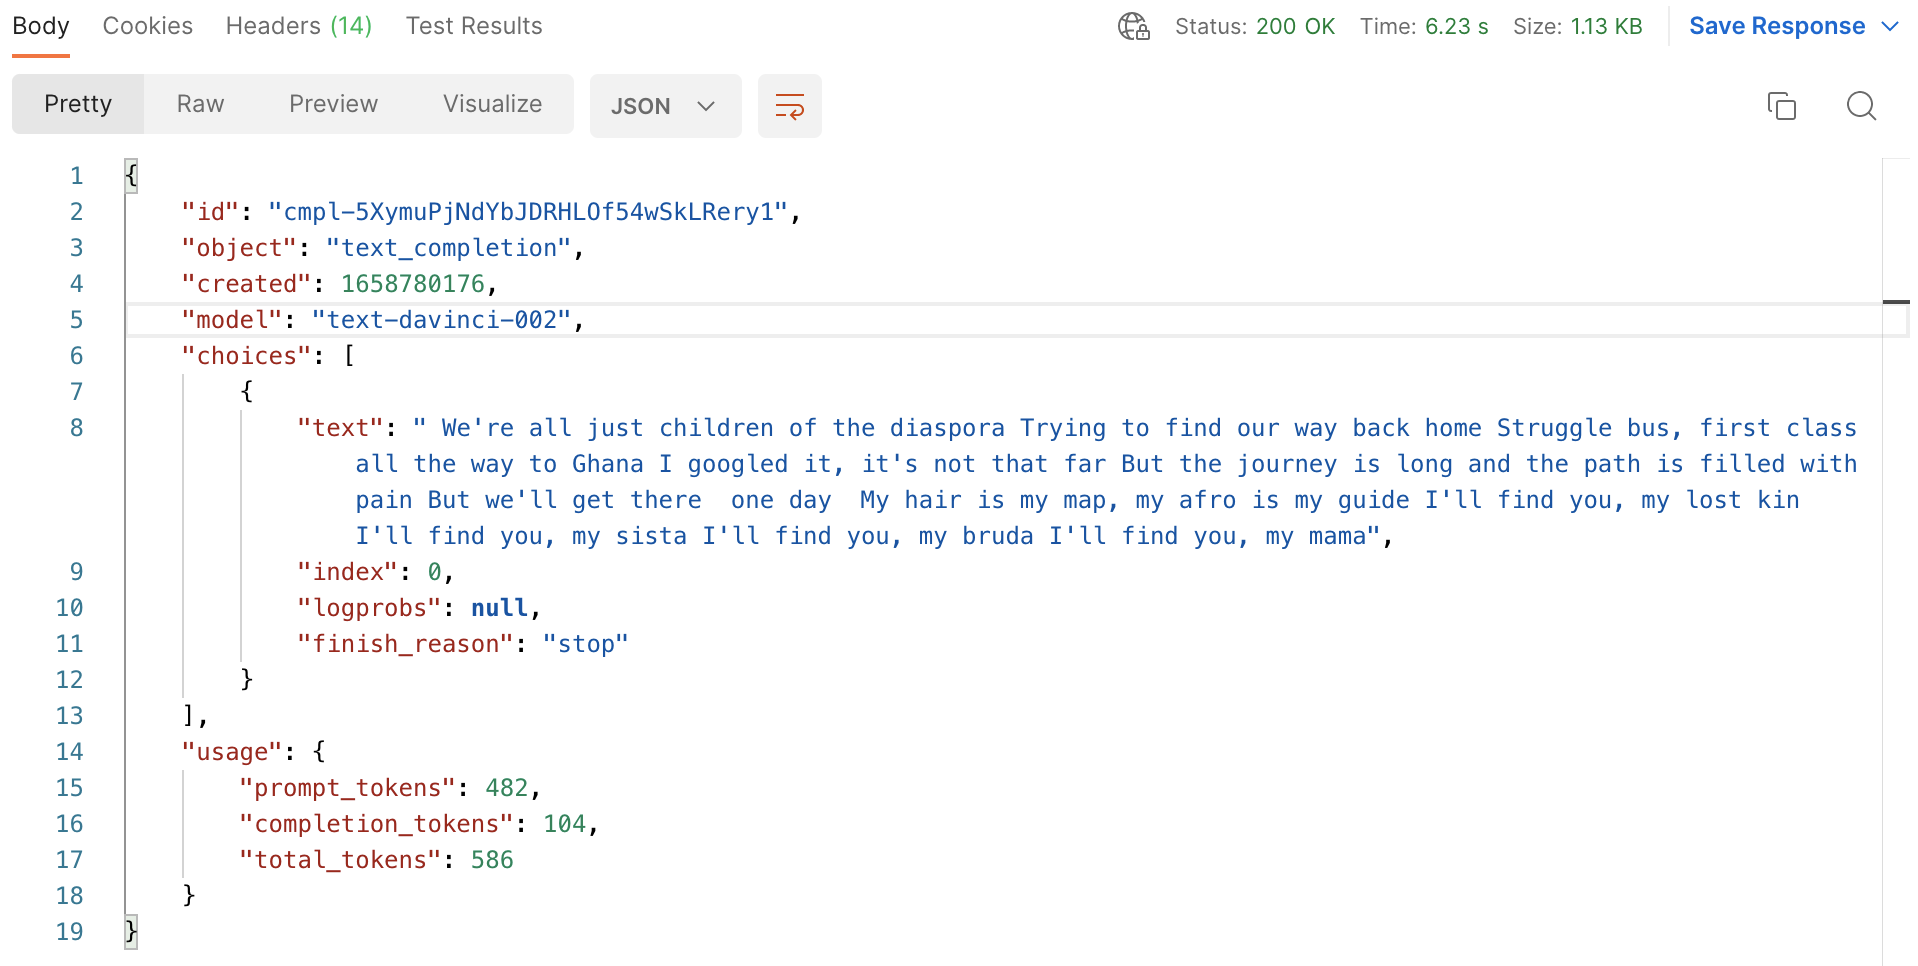 Body Cookies Headers (14) Test Results Status: 200 OK Time: 6.23 s Size: 1.13 KB Save Response
Pretty Raw Preview Visualize JSON
1 {
2 "id": "cmpl-5XymuPjNdYbJDRHLOf54wSkLRery1",
3 "object": "text_completion",
4 "created": 1658780176,
5 "model": "text-davinci-002",
6 "choices": [
7 {
8 "text": " We're all just children of the diaspora Trying to find our way back home Struggle bus, first class
all the way to Ghana I googled it, it's not that far But the journey is long and the path is filled with
pain But we'll get there  one day  My hair is my map, my afro is my guide I'll find you, my lost kin
I'll find you, my sista I'll find you, my bruda I'll find you, my mama",
9 "index": 0,
10 "logprobs": null,
11 "finish_reason": "stop"
12 }
13 ],
14 "usage": {
15 "prompt_tokens": 482,
16 "completion_tokens": 104,
17 "total_tokens": 586
18 }
19 }